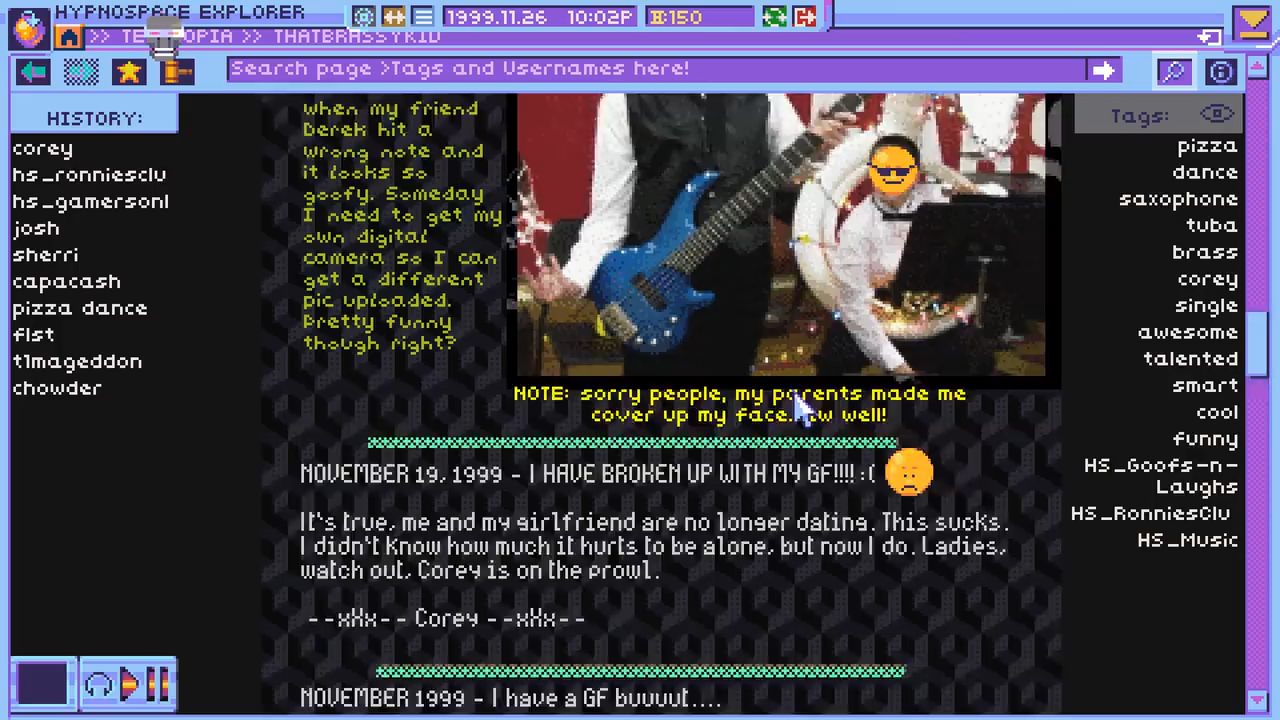 HYPNOSPACE EXPLORER
1999.11.26 10:02P
150
>> TE OPIA >> THATBRASSYKID
Search page >Tags and Usernames here!
HISTORY:
corey
hs_ronniesclu
hs_gamersonl
josh
sherri
capacash
pizza dance
flst
t1mageddon
chowder
when my friend
Derek hit a
wrong note and
it looks so
goofy. Someday
I need to get my
own digital
camera so I can
get a different
pic uploaded.
Pretty funny
though right?
NOTE: sorry people, my parents made me
cover up my face. well!
NOVEMBER 19, 1999 - I HAVE BROKEN UP WITH MY GF!!!! :(
It's true, me and my girlfriend are no longer dating. This sucks.
I didn't know how much it hurts to be alone, but now I do. Ladies,
watch out, Corey is on the prowl.
--xXx-- Corey --xXx--
NOVEMBER 1999 - I have a GF buuuut....
Tags:
pizza
dance
saxophone
tuba
brass
corey
single
awesome
talented
smart
cool
funny
HS_Goofs-n-
Laughs
HS_RonniesClu
HS_Music